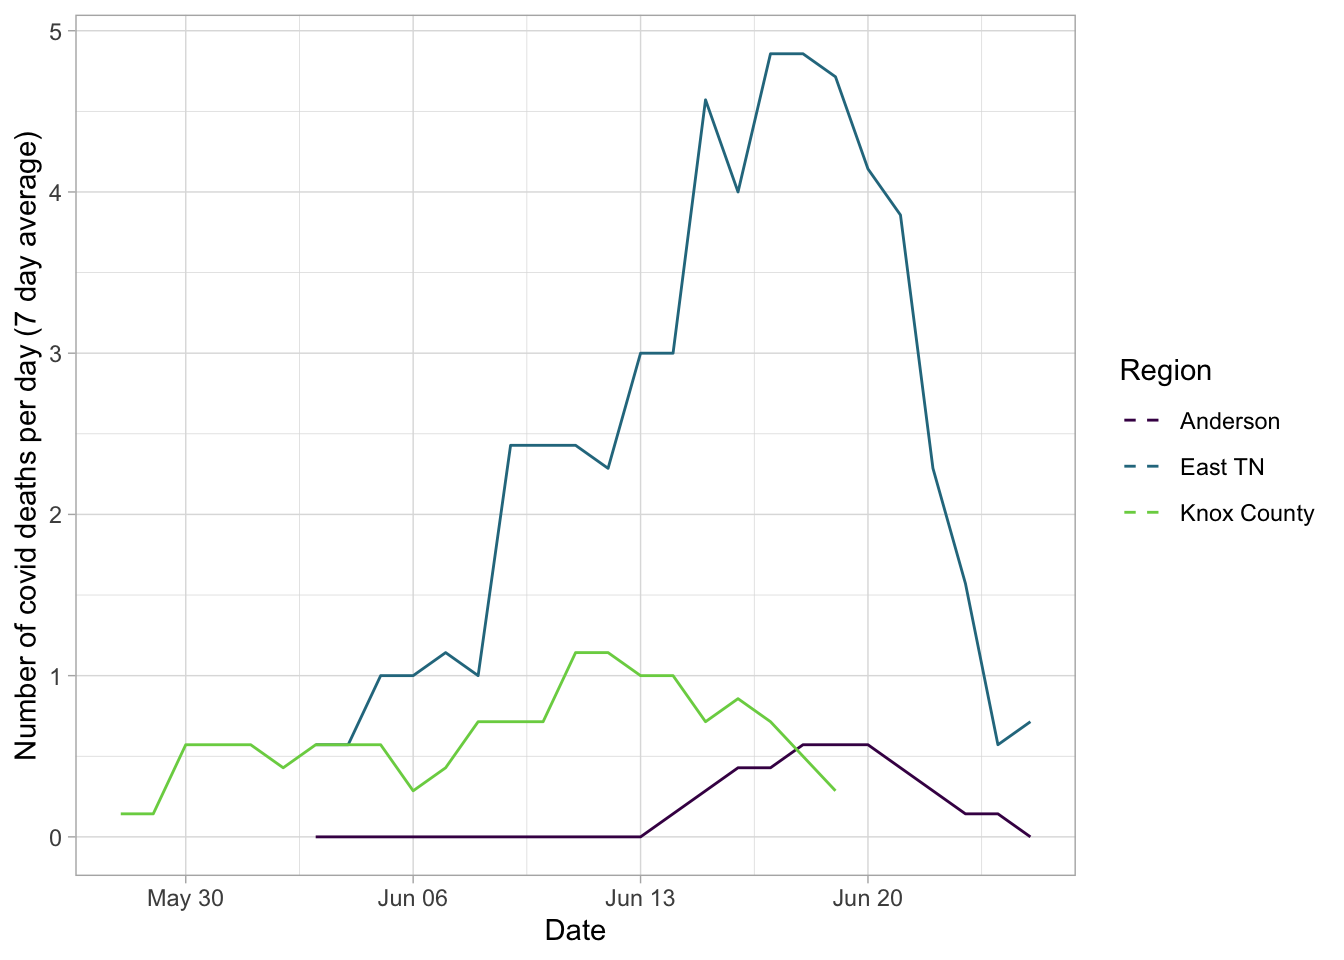 Number of covid deaths per day (7 day average)
5
4
3
2
1
0
May 30
Jun 06
Jun 13
Jun 20
Date
Region
Anderson
East TN
Knox County